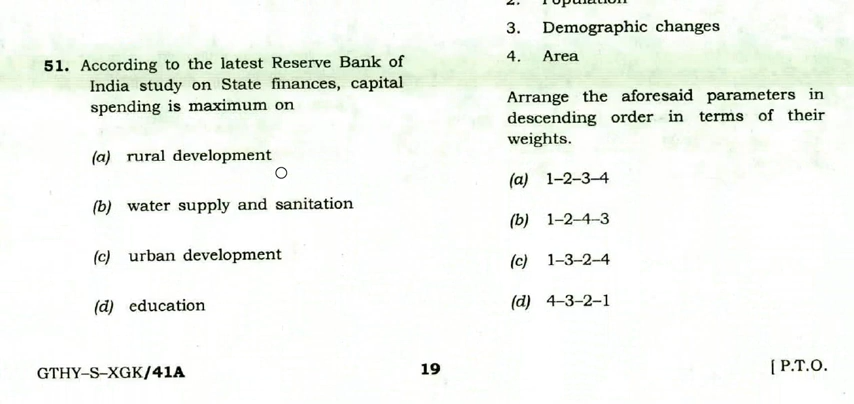 51. According to the latest Reserve Bank of
India study on State finances, capital
spending is maximum on
(a) rural development
(b) water supply and sanitation
(c) urban development
(d) education
2. Population
3. Demographic changes
4. Area
Arrange the aforesaid parameters in
descending order in terms of their
weights.
(a) 1–2–3–4
(b) 1–2–4–3
(c) 1–3–2–4
(d) 4–3–2–1
GTHY–S–XGK/41A
19
[ P.T.O.